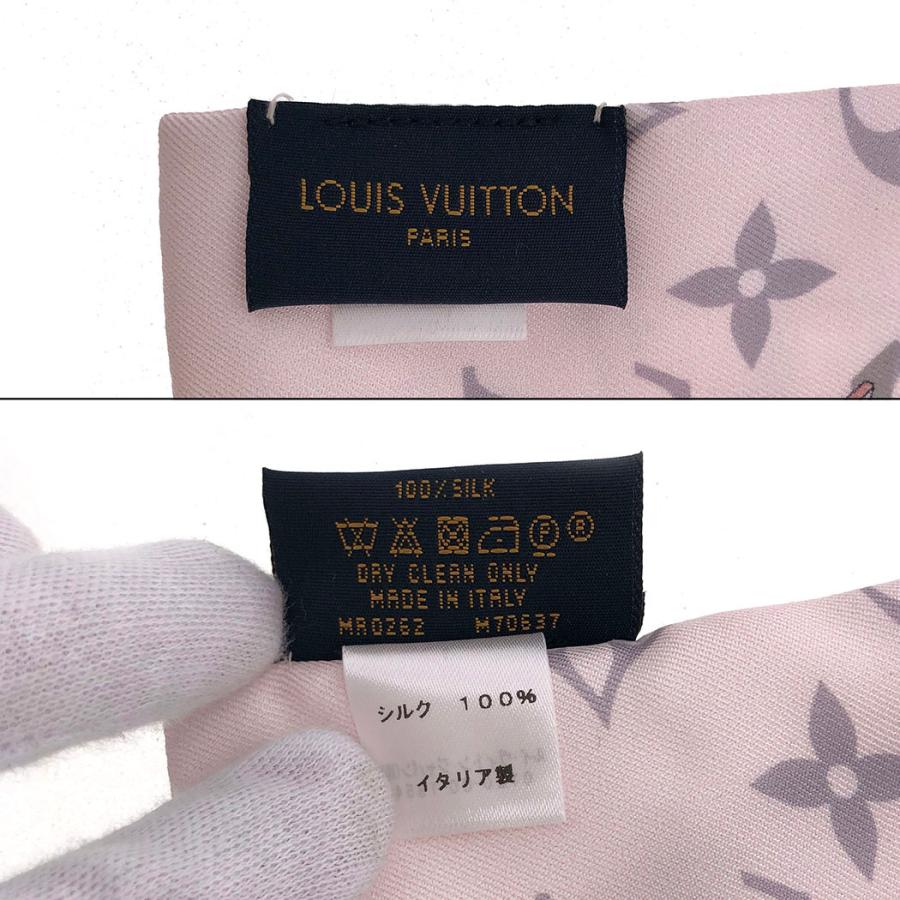 LOUIS VUITTON
PARIS
100% SILK
DRY CLEAN ONLY
MADE IN ITALY
MR0262 M70637
シルク 100%
イタリア製